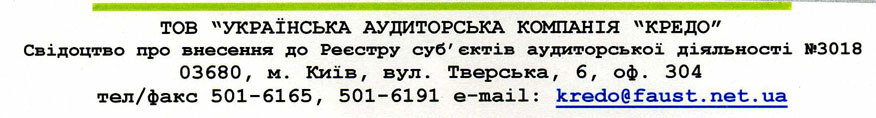 ТОВ “УКРАЇНСЬКА АУДИТОРСЬКА КОМПАНІЯ “КРЕДО”
Свідоцтво про внесення до Реєстру суб’єктів аудиторської діяльності №3018
03680, м. Київ, вул. Тверська, 6, оф. 304
тел/факс 501-6165, 501-6191 e-mail: kredo@faust.net.ua